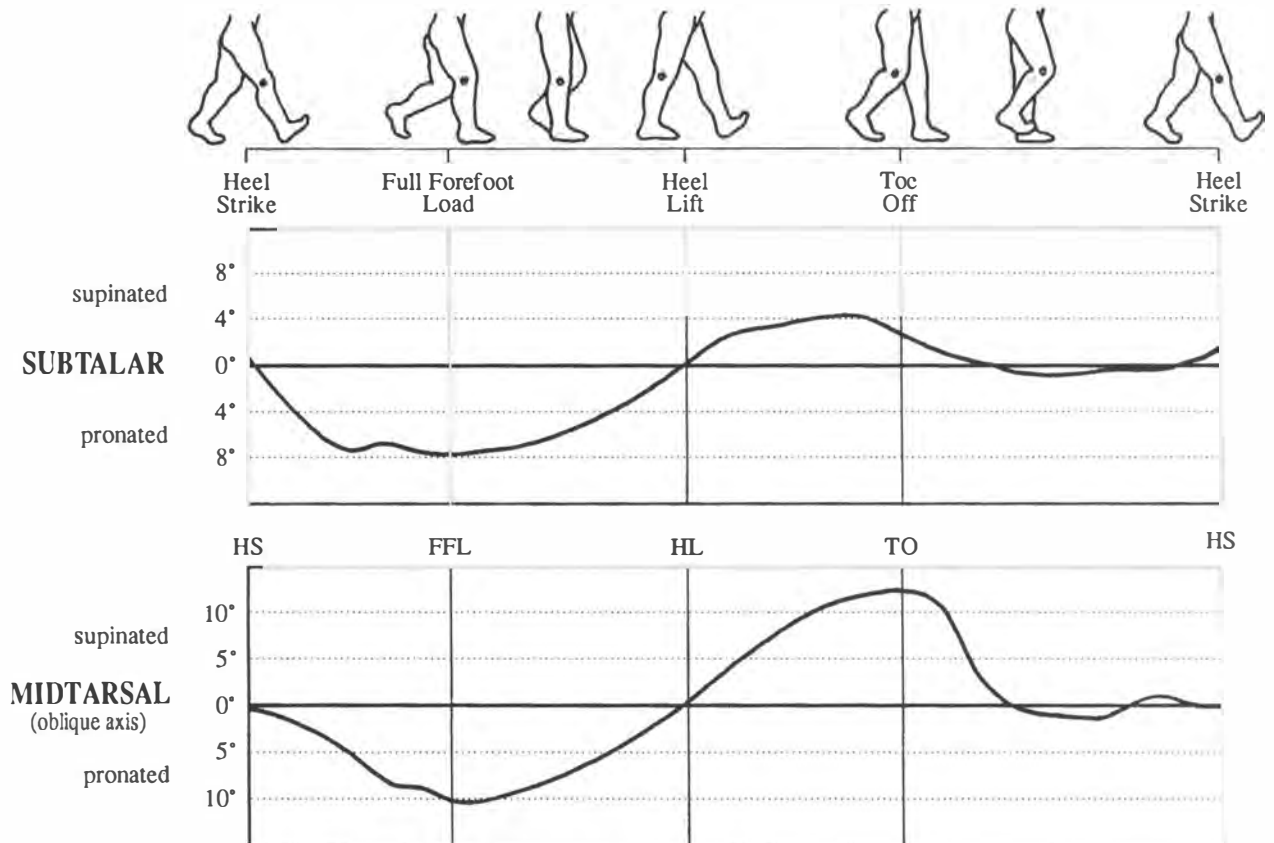 Heel
Strike
Full Forefoot
Load
Heel
Lift
Toe
Off
Heel
Strike
8°
supinated
4°
SUBTALAR
0°
4°
pronated
8°
HS
FFL
HL
TO
HS
10°
supinated
5°
MIDTARSAL
0°
(oblique axis)
5°
pronated
10°